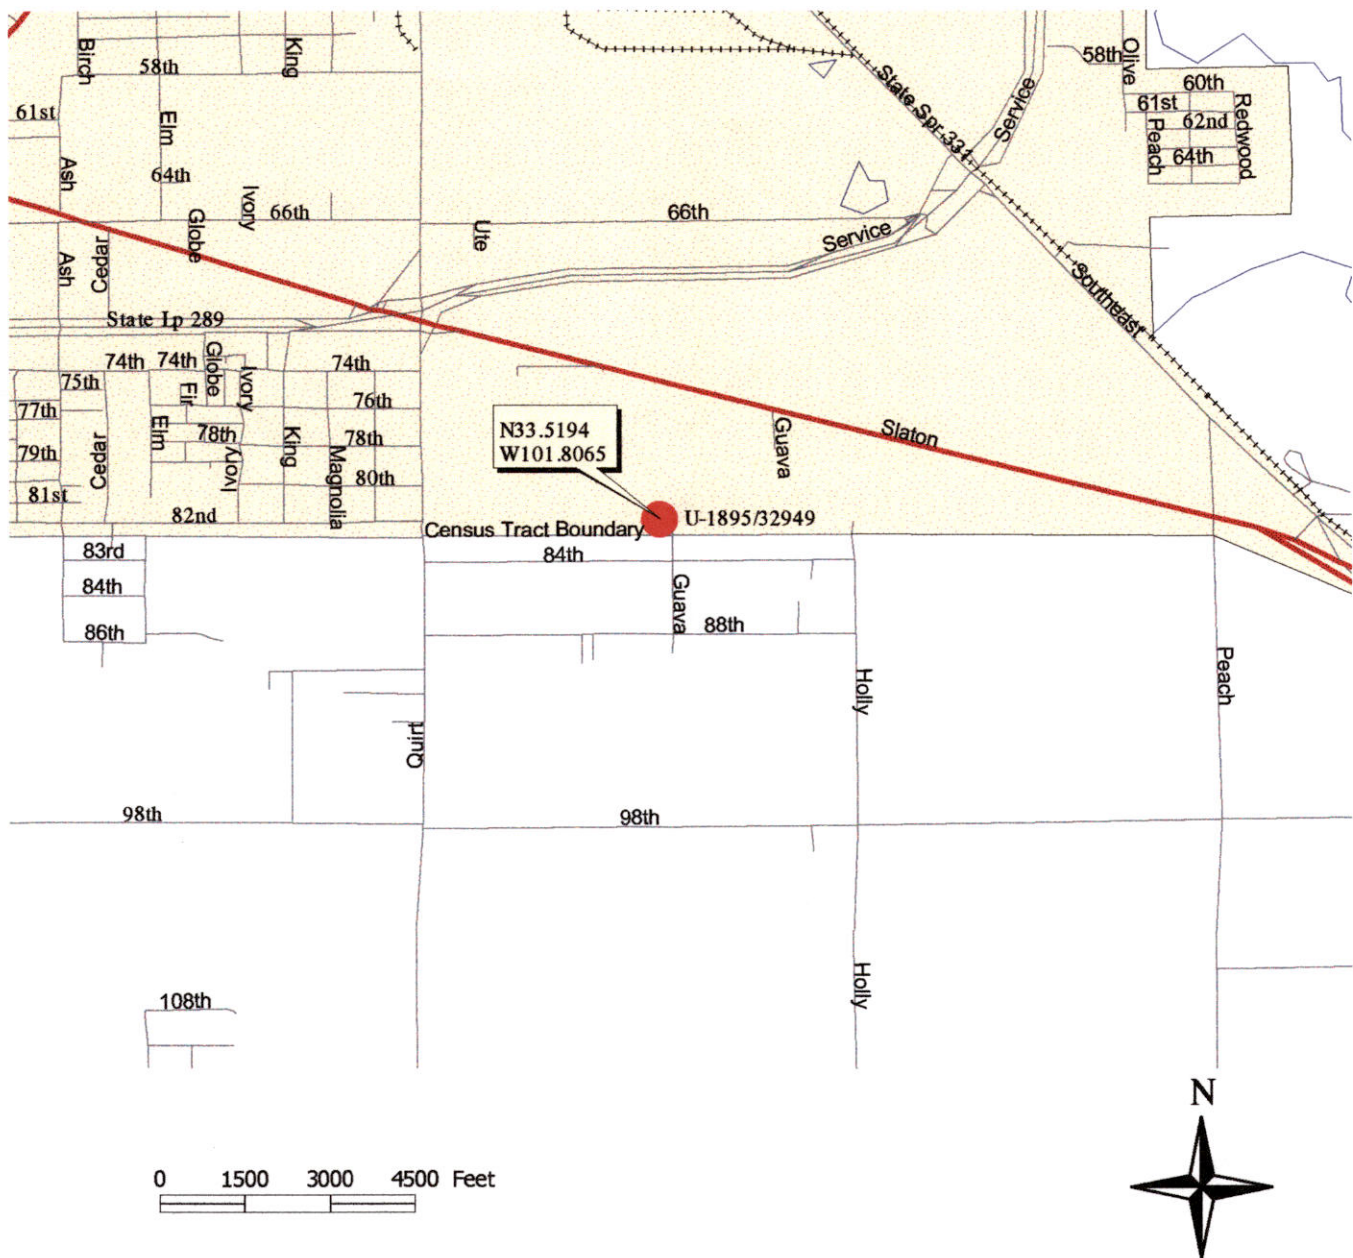 Birch
58th
King
61st
Elm
Ash
64th
Ivory
Globe
66th
Cedar
Ash
State Lp 289
Ute
66th
Service
Service
State Spr 331
Southeast
58th
Olive
60th
61st
Redwood
Peach
62nd
64th
74th
74th
Globe
74th
75th
Fir
Ivory
76th
77th
Elm
78th
King
78th
79th
Cedar
Ivory
Magnolia
80th
81st
82nd
N33.5194
W101.8065
Guava
Slaton
U-1895/32949
Census Tract Boundary
83rd
84th
84th
86th
Guava
88th
Holly
Peach
Quirt
98th
98th
Holly
108th
N
0 1500 3000 4500 Feet